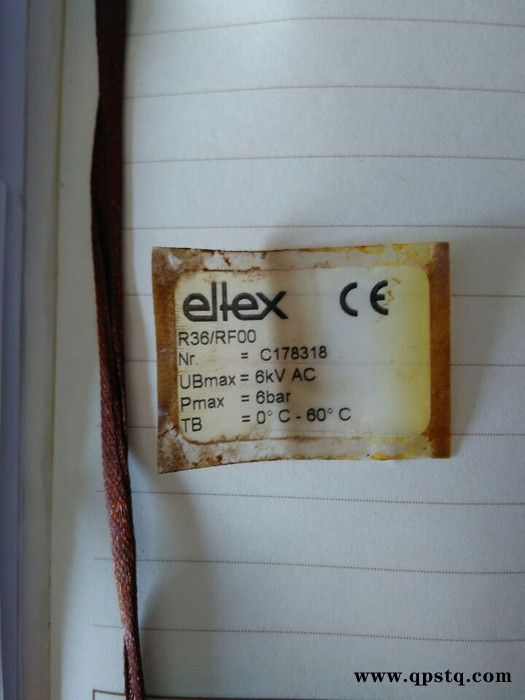 eltex CE
R36/RF00
Nr. = C178318
UBmax = 6kV AC
Pmax = 6bar
TB = 0° C - 60° C
www.qpstq.com